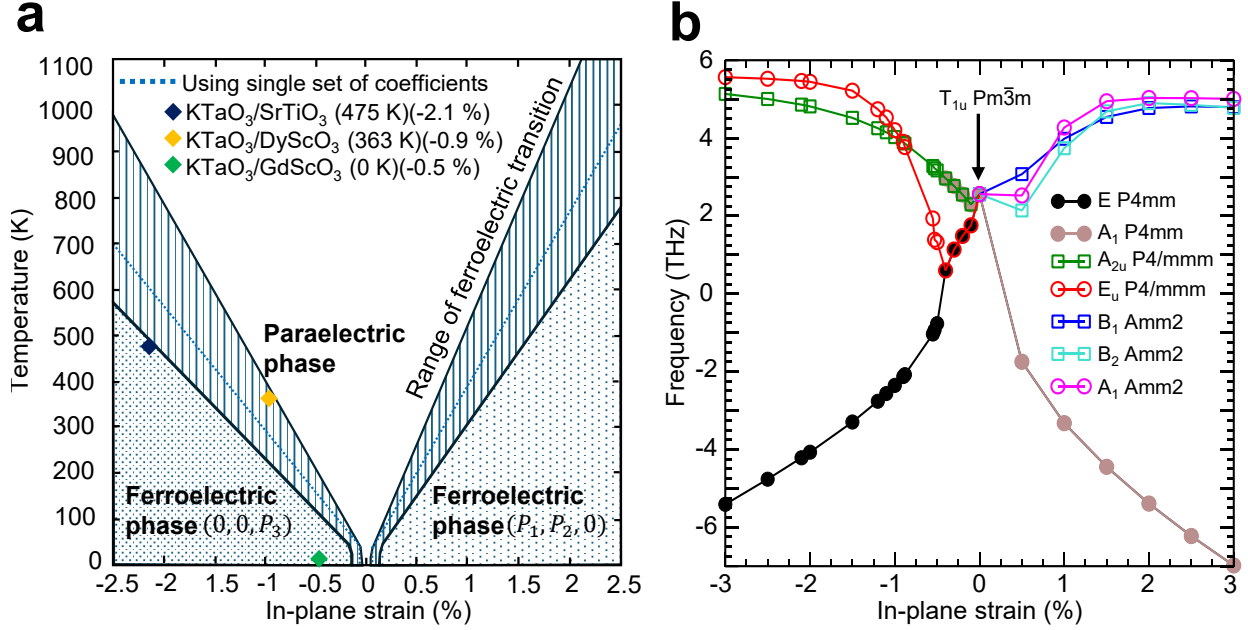 a
1100
1000
900
800
700
600
500
400
300
200
100
0
Temperature (K)
Using single set of coefficients
KTaO₃/SrTiO₃ (475 K)(-2.1 %)
KTaO₃/DyScO₃ (363 K)(-0.9 %)
KTaO₃/GdScO₃ (0 K)(-0.5 %)
Range of ferroelectric transition
Paraelectric
phase
Ferroelectric
phase (0, 0, P₃)
Ferroelectric
phase (P₁, P₂, 0)
-2.5 -2 -1.5 -1 -0.5 0 0.5 1 1.5 2 2.5
In-plane strain (%)
b
6
4
2
0
-2
-4
-6
Frequency (THz)
T₁ᵤ Pm3̅m
E P4mm
A₁ P4mm
A₂ᵤ P4/mmm
Eᵤ P4/mmm
B₁ Amm2
B₂ Amm2
A₁ Amm2
-3 -2 -1 0 1 2 3
In-plane strain (%)